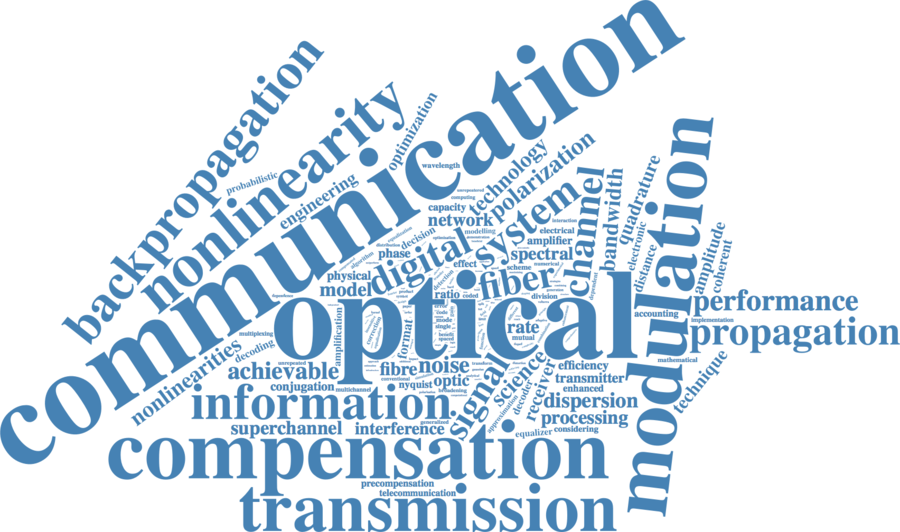 communication
backpropagation
nonlinearity
optimization
probabilistic
engineering
wavelength
technology
polarization
capacity
network
system
digital
decision
phase
physical
model
optical
fiber
channel
bandwidth
quadrature
electronic
distance
modulation
amplitude
coherent
electrical
amplifier
spectral
effect
scheme
ratio
coded
division
interaction
modelling
computing
unrepeatered
accounting
performance
implementation
propagation
mathematical
technique
multiplexing
nonlinearities
decoding
amplification
format
mode
single
rate
mutual
achievable
conjugation
multichannel
fibre
noise
nyquist
optic
broadening
signal
science
decoder
receiver
efficiency
transmitter
enhanced
dispersion
processing
considering
equalizer
approximation
information
superchannel
interference
generalized
compensation
precompensation
telecommunication
transmission